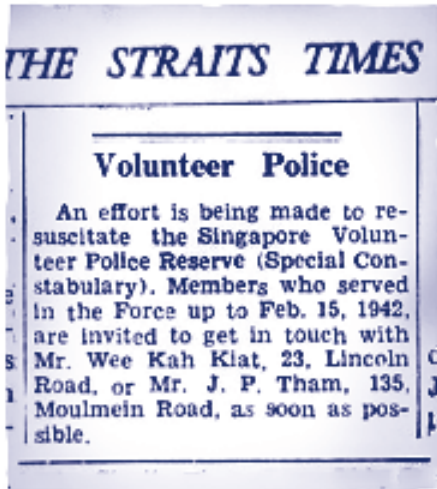 THE STRAITS TIMES
Volunteer Police
An effort is being made to re-
suscitate the Singapore Volun-
teer Police Reserve (Special Con-
stabulary). Members who served
in the Force up to Feb. 15, 1942,
are invited to get in touch with
Mr. Wee Kah Kiat, 23, Lincoln
Road, or Mr. J. P. Tham, 135,
Moulmein Road, as soon as pos-
sible.